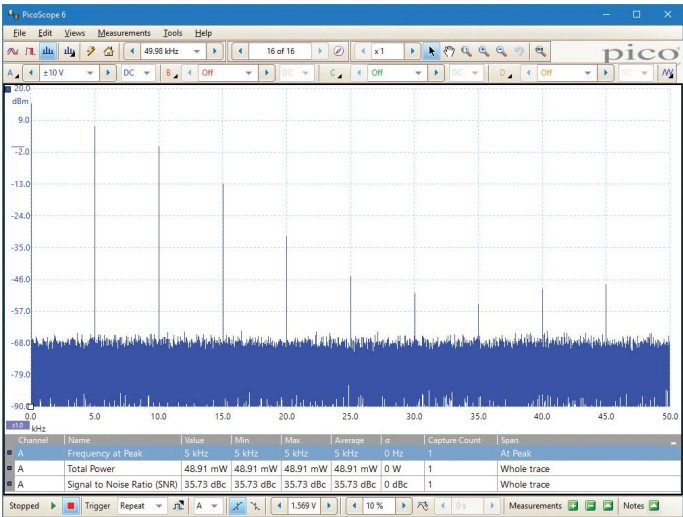 PicoScope 6
File Edit Views Measurements Tools Help
49.98 kHz 16 of 16 x 1 pico
A ±10 V DC B Off DC C Off DC D Off DC
20.0
dBm
9.0
-2.0
-13.0
-24.0
-35.0
-46.0
-57.0
-68.0
-79.0
-90.0
0.0 5.0 10.0 15.0 20.0 25.0 30.0 35.0 40.0 45.0 50.0
x1.0 kHz
Channel Name Value Min Max Average σ Capture Count Span
A Frequency at Peak 5 kHz 5 kHz 5 kHz 5 kHz 0 Hz 1 At Peak
A Total Power 48.91 mW 48.91 mW 48.91 mW 48.91 mW 0 W 1 Whole trace
A Signal to Noise Ratio (SNR) 35.73 dBc 35.73 dBc 35.73 dBc 35.73 dBc 0 dBc 1 Whole trace
Stopped Trigger Repeat A 1.569 V 10 % 0 s Measurements Notes